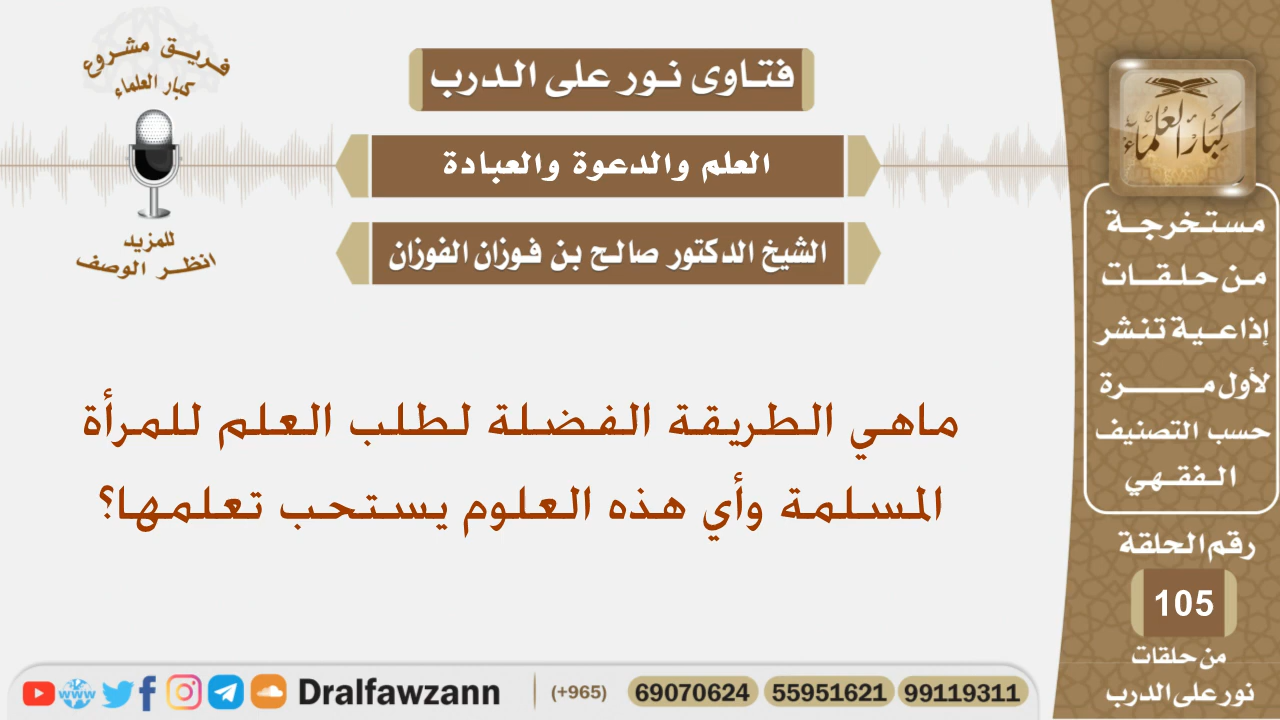 فريق مشروع
كبار العلماء
للمزيد
انظر الوصف
فتاوى نور على الدرب
العلم والدعوة والعبادة
الشيخ الدكتور صالح بن فوزان الفوزان
ماهي الطريقة الفضلة لطلب العلم للمرأة
المسلمة وأي هذه العلوم يستحب تعلمها؟
كبار العلماء
مستخرجة
من حلقات
إذاعية تنشر
لأول مرة
حسب التصنيف
الفقهي
رقم الحلقة
105
من حلقات
نور على الدرب
www
Dralfawzann
(+965)
69070624
55951621
99119311